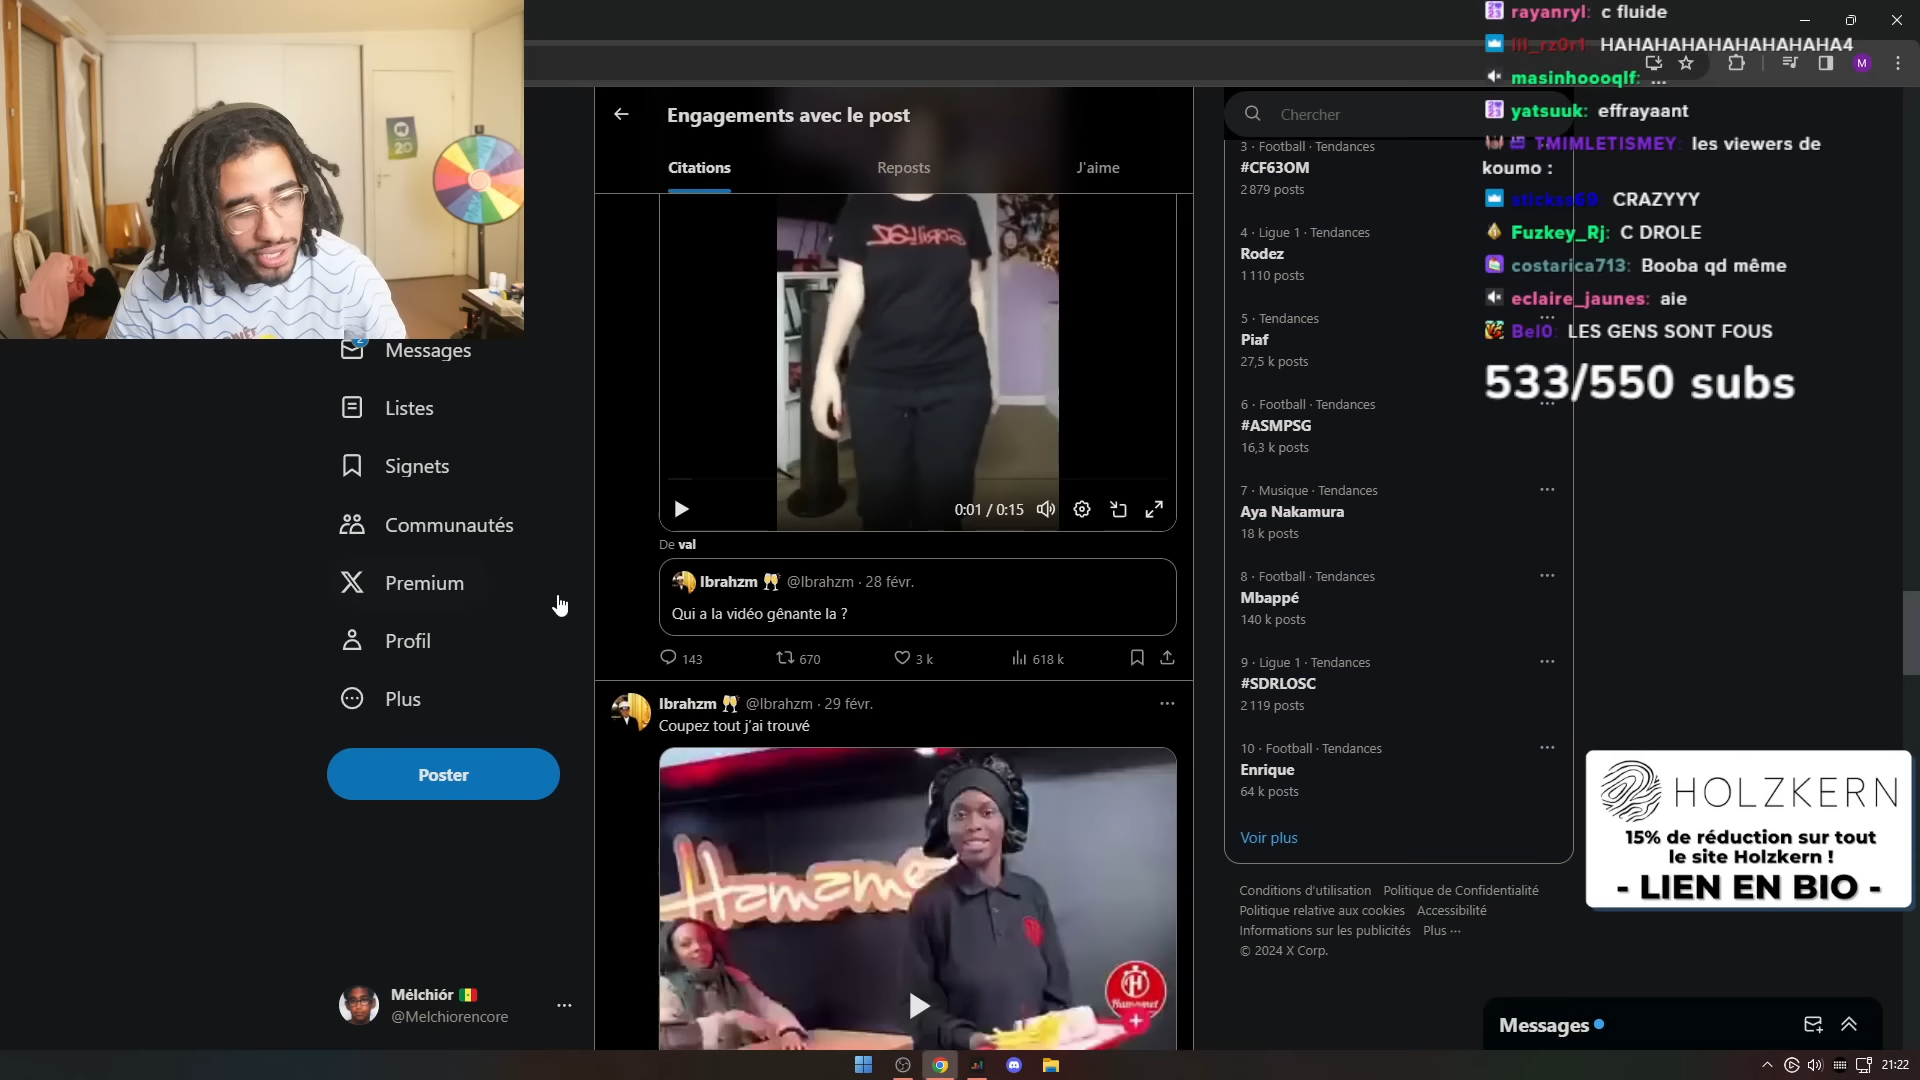 rayanryl: c fluide
lll_rz0r1 HAHAHAHAHAHAHAHAHA4
masinhoooqlf: ...
yatsuuk: effrayaant
TMIMLETISMEY: les viewers de
koumo :
stickss69 CRAZYYY
Fuzkey_Rj: C DROLE
costarica713: Booba qd même
eclaire_jaunes: aie
Bel0: LES GENS SONT FOUS
533/550 subs
20
M
Messages
2
Listes
Signets
Communautés
Premium
Profil
Plus
Poster
Mélchiór
@Melchiorencore
Engagements avec le post
Citations
Reposts
J'aime
0:01 / 0:15
De val
Ibrahzm @Ibrahzm · 28 févr.
Qui a la vidéo gênante la ?
143
670
3 k
618 k
Ibrahzm @Ibrahzm · 29 févr.
Coupez tout j'ai trouvé
Chercher
3 · Football · Tendances
#CF63OM
2 879 posts
4 · Ligue 1 · Tendances
Rodez
1 110 posts
5 · Tendances
Piaf
27,5 k posts
6 · Football · Tendances
#ASMPSG
16,3 k posts
7 · Musique · Tendances
Aya Nakamura
18 k posts
8 · Football · Tendances
Mbappé
140 k posts
9 · Ligue 1 · Tendances
#SDRLOSC
2 119 posts
10 · Football · Tendances
Enrique
64 k posts
Voir plus
Conditions d'utilisation Politique de Confidentialité
Politique relative aux cookies Accessibilité
Informations sur les publicités Plus ···
© 2024 X Corp.
HOLZKERN
15% de réduction sur tout
le site Holzkern !
- LIEN EN BIO -
Messages
21:22